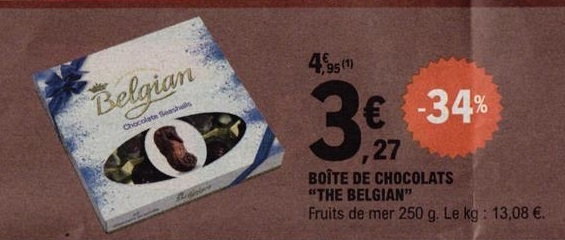 Belgian
Chocolate Seashells
4€,95 (1)
3€,27
-34%
BOÎTE DE CHOCOLATS
"THE BELGIAN"
Fruits de mer 250 g. Le kg : 13,08 €.